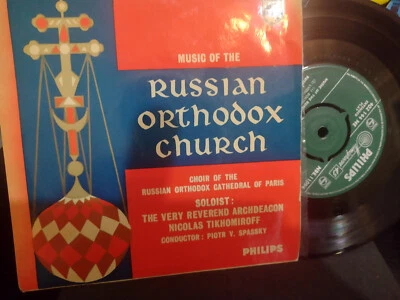 MUSIC OF THE
RUSSIAN
ORTHODOX
CHURCH
CHOIR OF THE
RUSSIAN ORTHODOX CATHEDRAL OF PARIS
SOLOIST :
THE VERY REVEREND ARCHDEACON
NICOLAS TIKHOMIROFF
CONDUCTOR : PIOTR V. SPASSKY
PHILIPS
PHILIPS